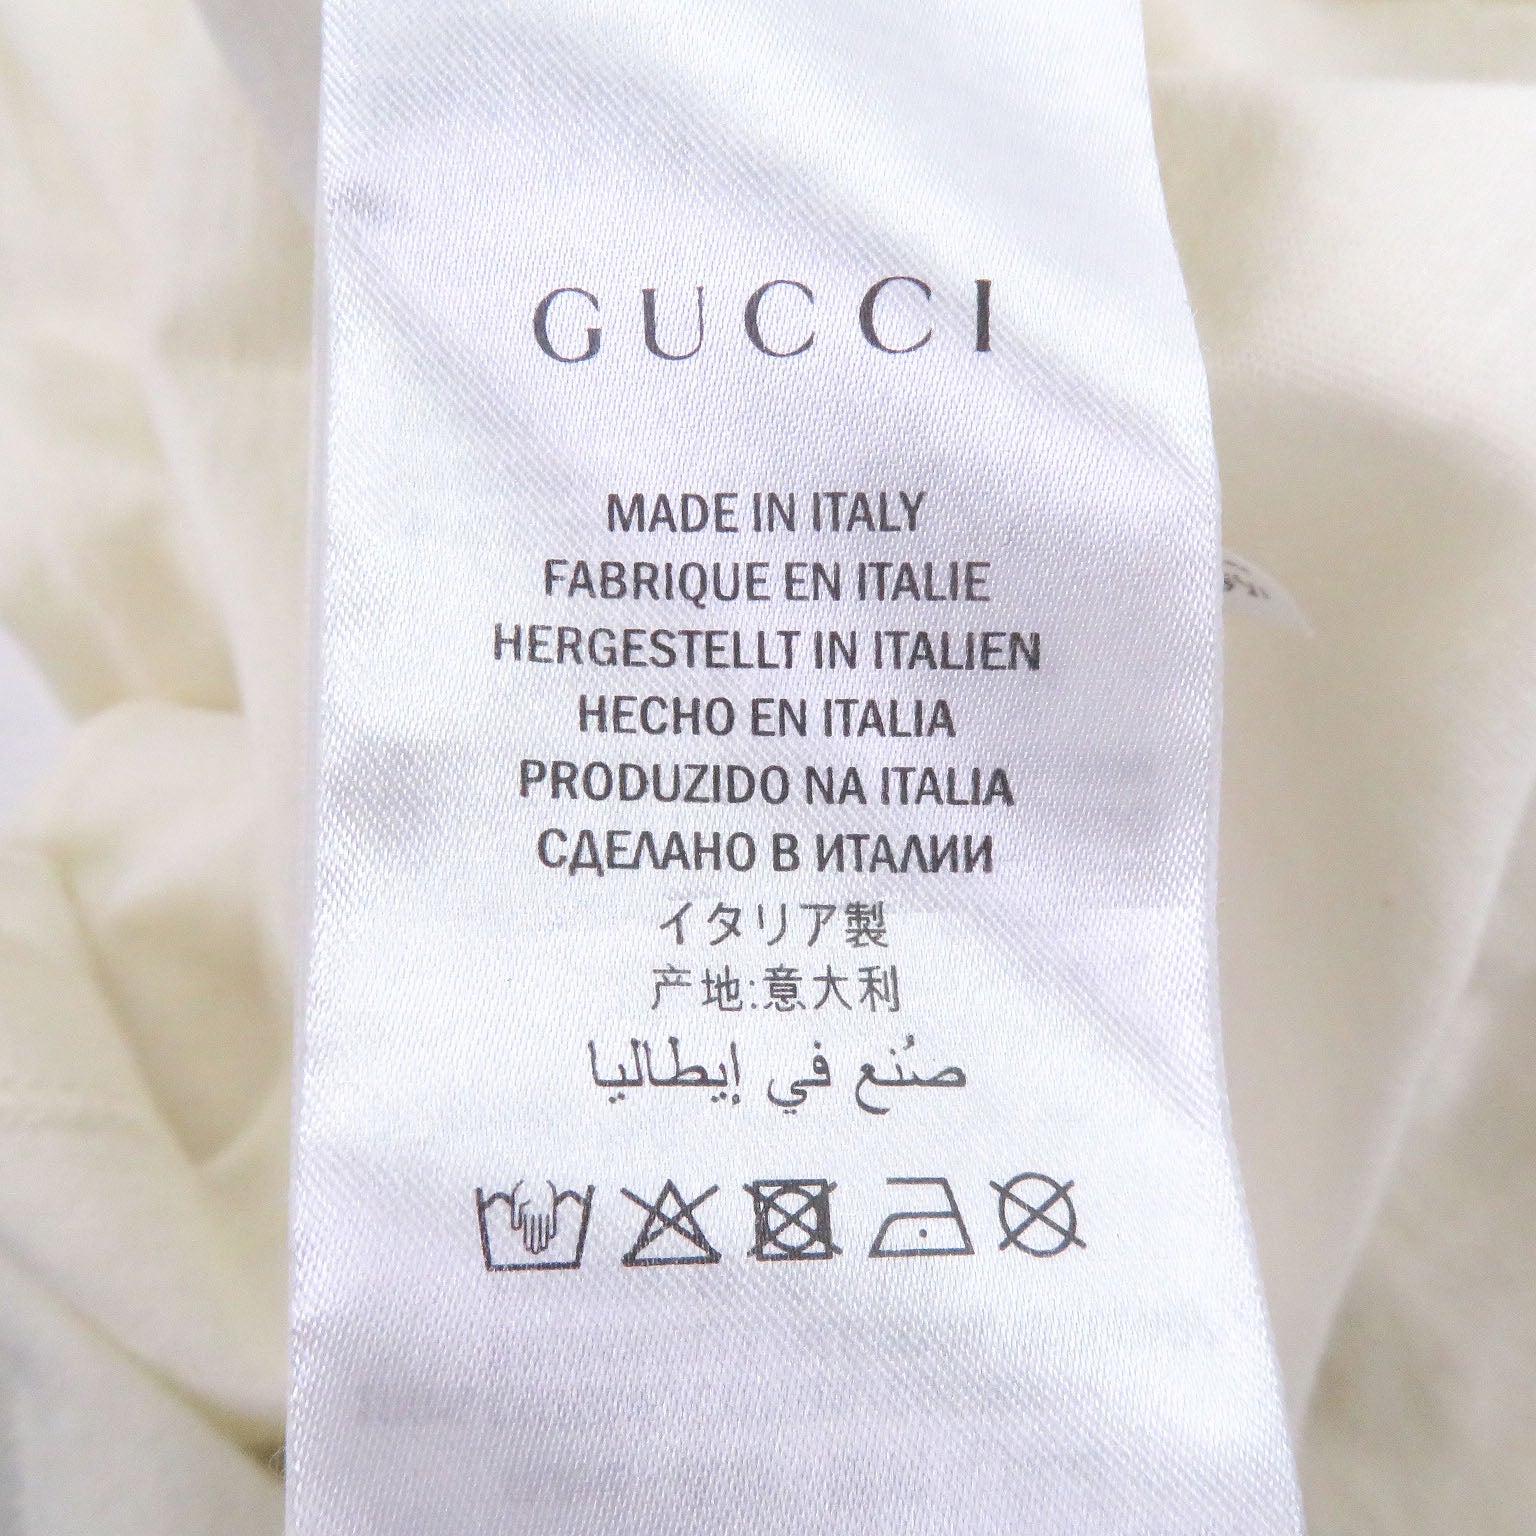 GUCCI
MADE IN ITALY
FABRIQUE EN ITALIE
HERGESTELLT IN ITALIEN
HECHO EN ITALIA
PRODUZIDO NA ITALIA
СДЕЛАНО В ИТАЛИИ
イタリア製
产地:意大利
صُنع في إيطاليا